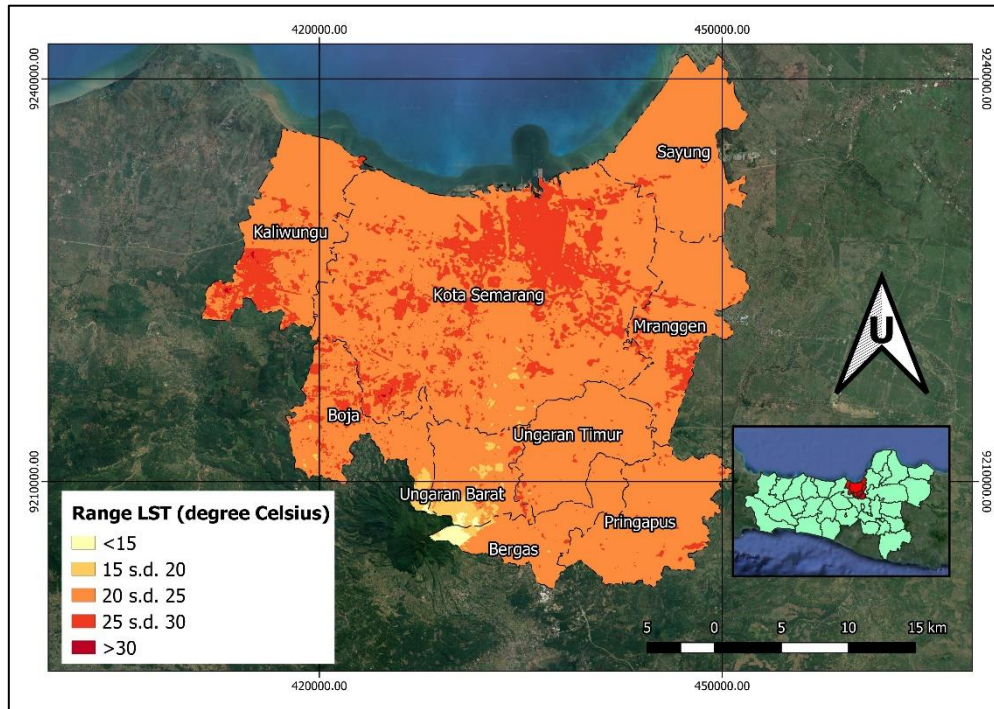 420000.00
450000.00
9240000.00
9240000.00
Sayung
Kaliwungu
Kota Semarang
Mranggen
U
Boja
Ungaran Timur
9210000.00
9210000.00
Ungaran Barat
Pringapus
Bergas
Range LST (degree Celsius)
<15
15 s.d. 20
20 s.d. 25
25 s.d. 30
>30
5 0 5 10 15 km
420000.00
450000.00